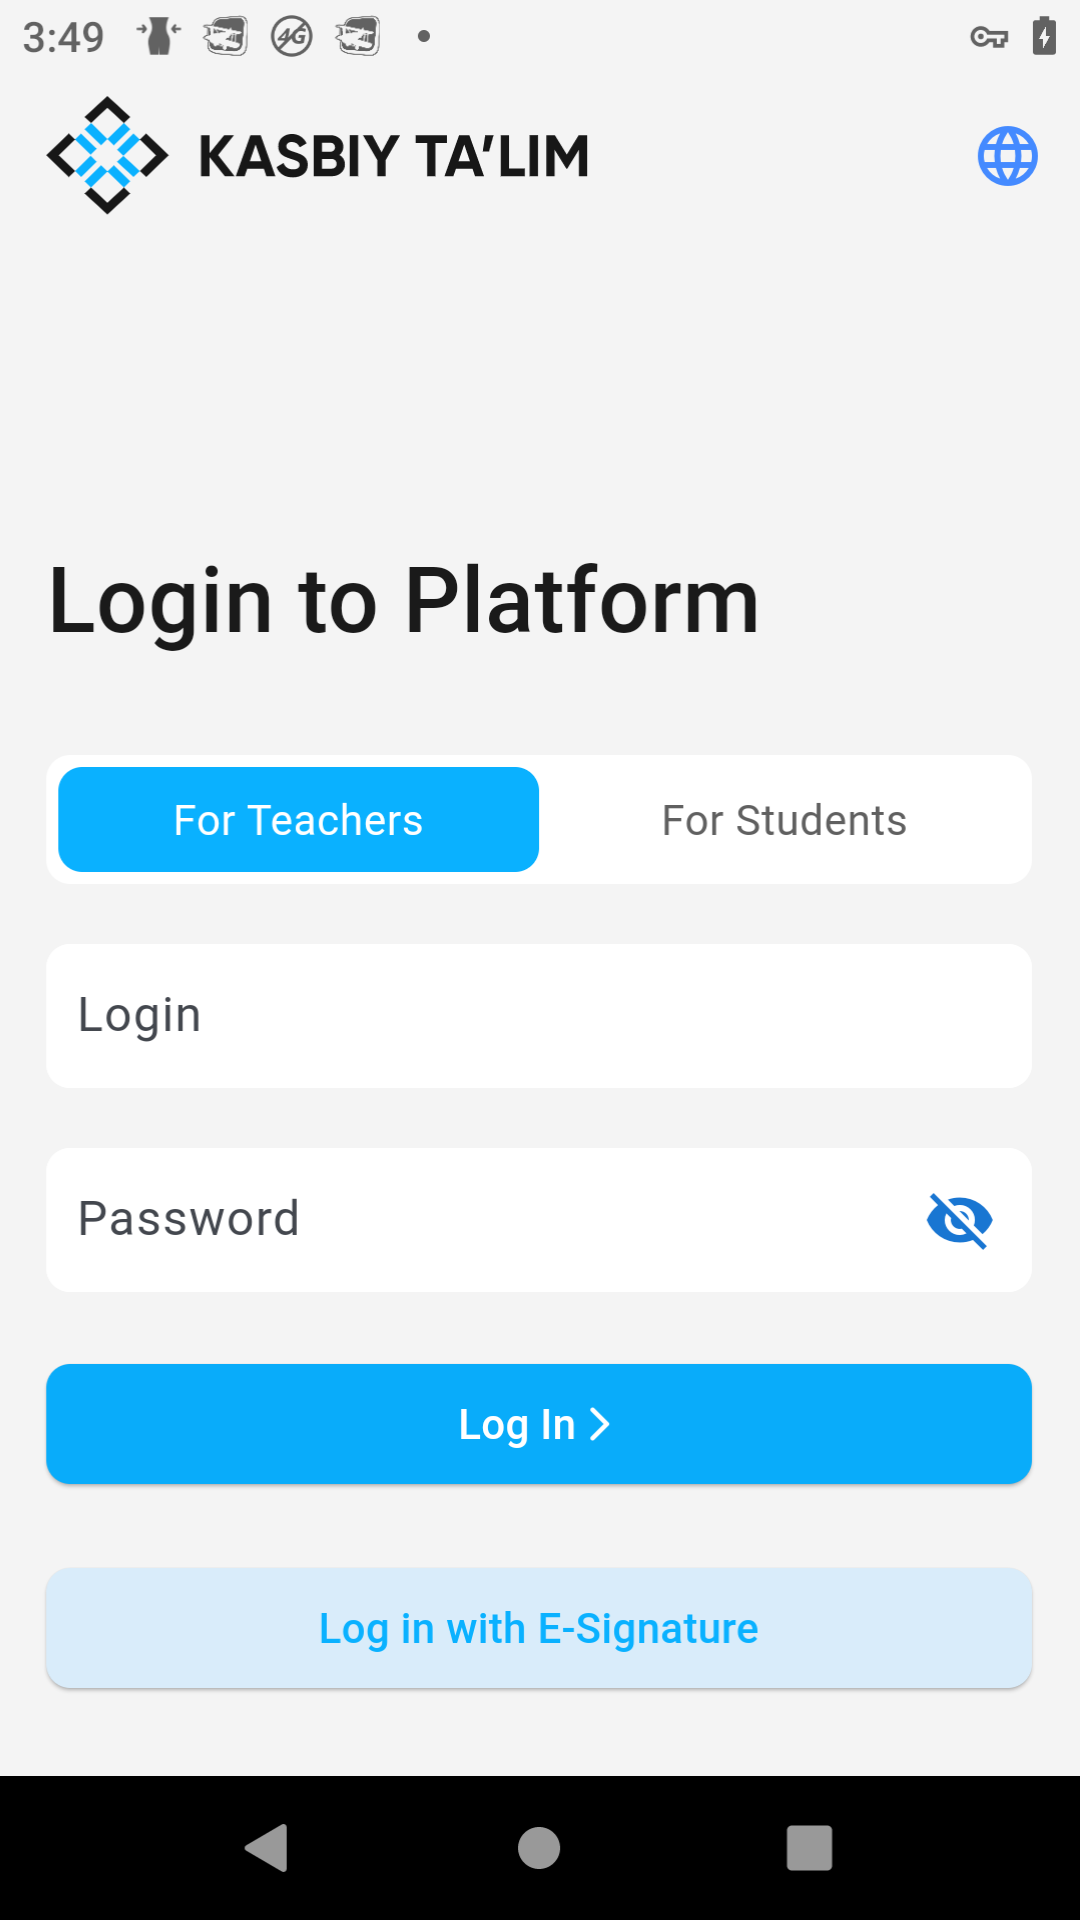 3:49
4G
KASBIY TA'LIM
Login to Platform
For Teachers
For Students
Login
Password
Log In
Log in with E-Signature